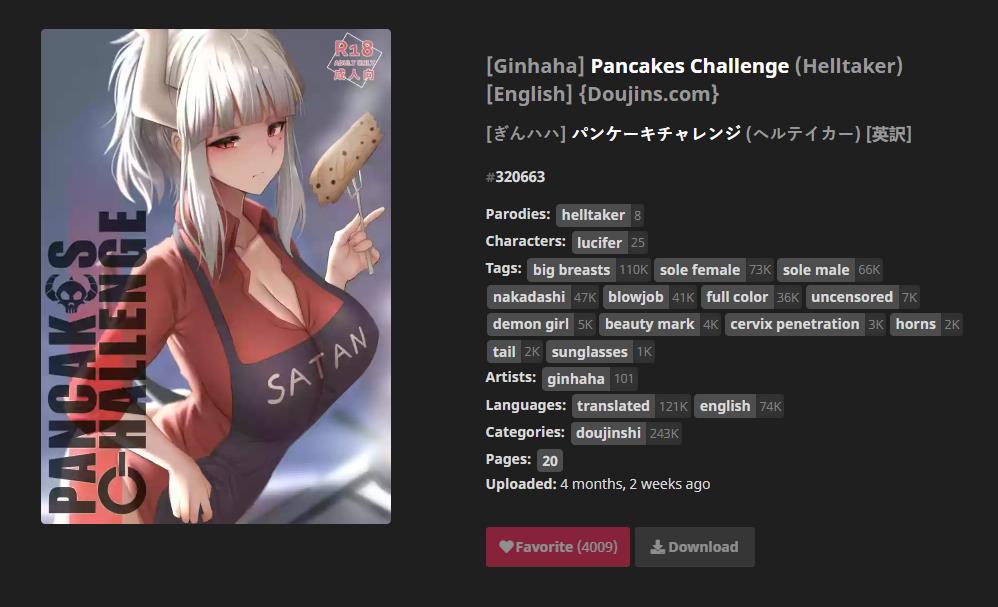 R18
ADULT ONLY
成人向
PANCAKES
CHALLENGE
SATAN
[Ginhaha] Pancakes Challenge (Helltaker)
[English] {Doujins.com}
[ぎんハハ] パンケーキチャレンジ (ヘルテイカー) [英訳]
#320663
Parodies: helltaker 8
Characters: lucifer 25
Tags: big breasts 110K sole female 73K sole male 66K
nakadashi 47K blowjob 41K full color 36K uncensored 7K
demon girl 5K beauty mark 4K cervix penetration 3K horns 2K
tail 2K sunglasses 1K
Artists: ginhaha 101
Languages: translated 121K english 74K
Categories: doujinshi 243K
Pages: 20
Uploaded: 4 months, 2 weeks ago
Favorite (4009) Download